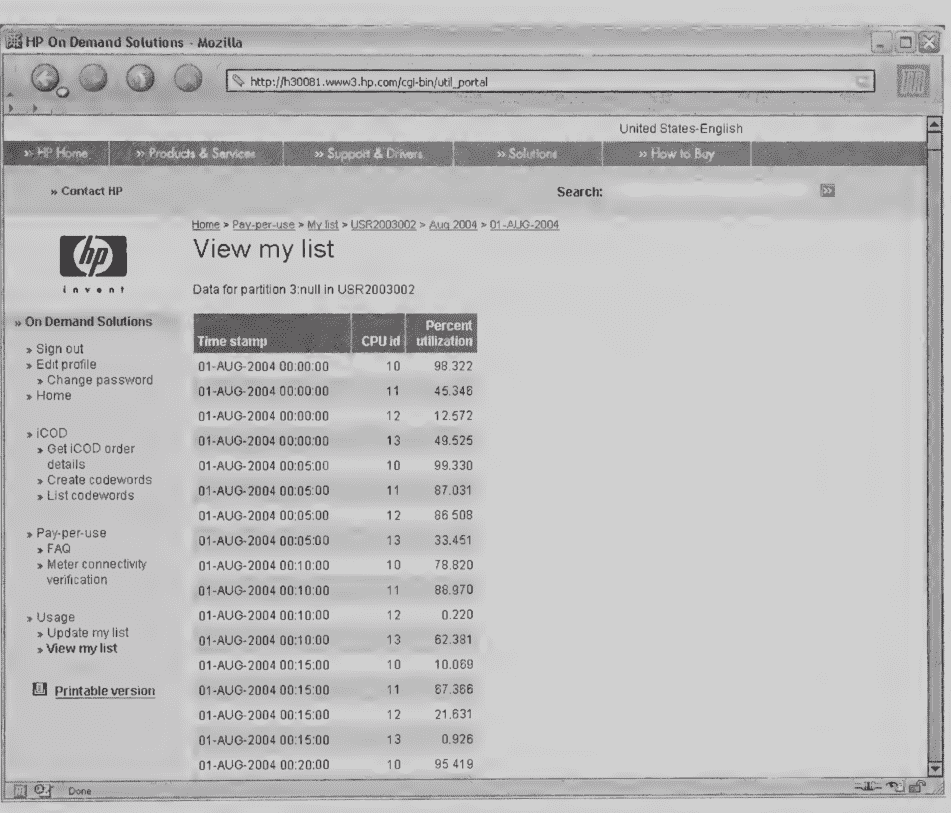 HP On Demand Solutions - Mozilla
http://h30081.www3.hp.com/cgi-bin/util_portal
United States-English
» HP Home » Products & Services » Support & Drivers » Solutions » How to Buy
» Contact HP Search: »
Home > Pay-per-use > My list > USR2003002 > Aug 2004 > 01-AUG-2004
View my list
hp
invent
Data for partition 3:null in USR2003002
» On Demand Solutions
» Sign out
» Edit profile
» Change password
» Home
» iCOD
» Get iCOD order
details
» Create codewords
» List codewords
» Pay-per-use
» FAQ
» Meter connectivity
verification
» Usage
» Update my list
» View my list
Printable version
Time stamp CPU id Percent utilization
01-AUG-2004 00:00:00 10 98.322
01-AUG-2004 00:00:00 11 45.346
01-AUG-2004 00:00:00 12 12.572
01-AUG-2004 00:00:00 13 49.525
01-AUG-2004 00:05:00 10 99.330
01-AUG-2004 00:05:00 11 87.031
01-AUG-2004 00:05:00 12 86 508
01-AUG-2004 00:05:00 13 33.451
01-AUG-2004 00:10:00 10 78.820
01-AUG-2004 00:10:00 11 88.970
01-AUG-2004 00:10:00 12 0.220
01-AUG-2004 00:10:00 13 62.381
01-AUG-2004 00:15:00 10 10.069
01-AUG-2004 00:15:00 11
01-AUG-2004 00:15:00 12 21.631
01-AUG-2004 00:15:00 13 0.926
01-AUG-2004 00:20:00 10 95 419
Done